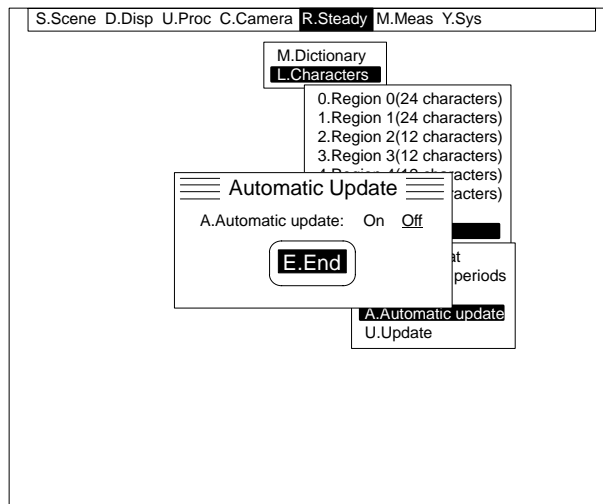 S.Scene D.Disp U.Proc C.Camera R.Steady M.Meas Y.Sys
M.Dictionary
L.Characters
0.Region 0(24 characters)
1.Region 1(24 characters)
2.Region 2(12 characters)
3.Region 3(12 characters)
Automatic Update
A.Automatic update: On Off
E.End
periods
A.Automatic update
U.Update